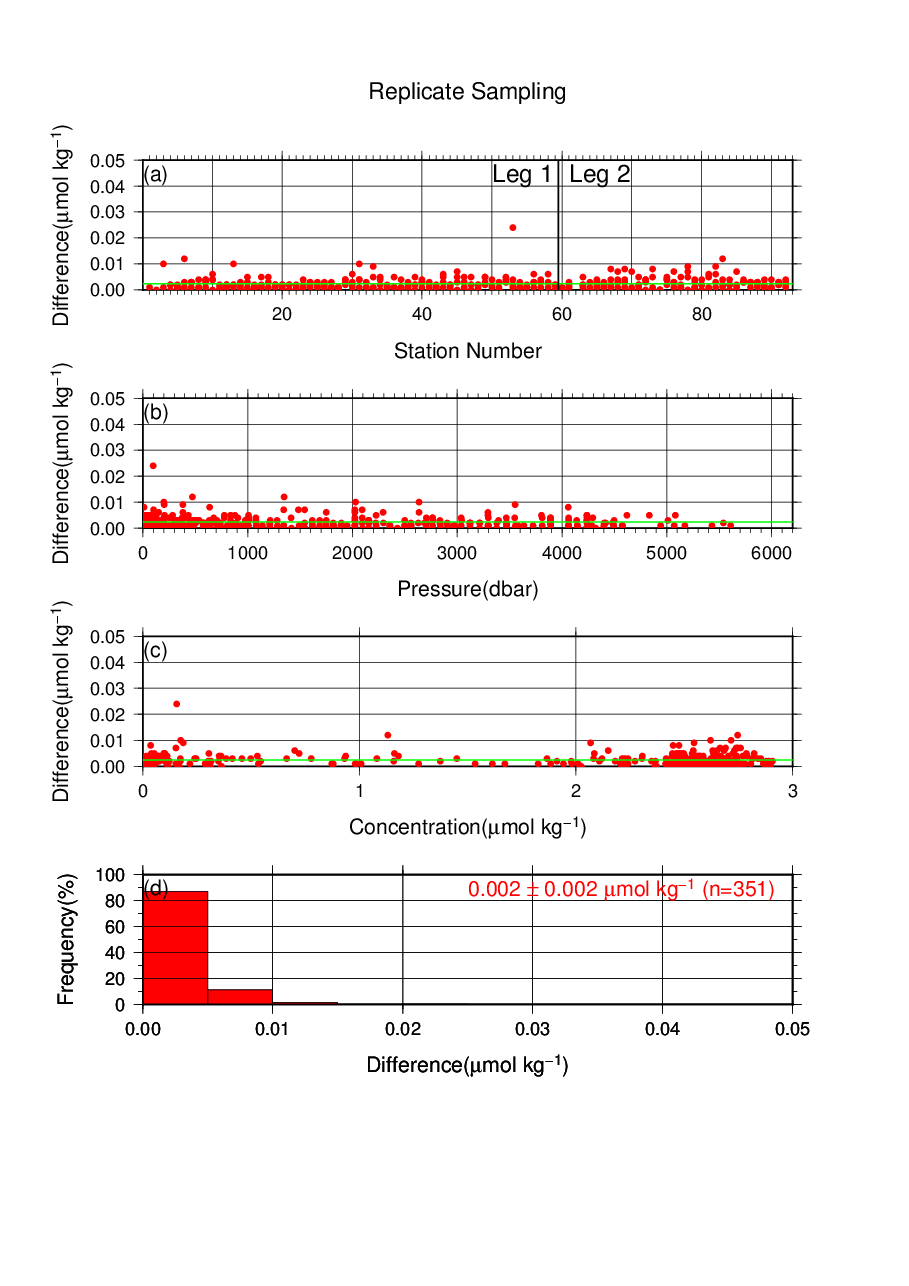 Replicate Sampling
Difference(μmol kg⁻¹)
0.05
0.04
0.03
0.02
0.01
0.00
(a)
Leg 1
Leg 2
20
40
60
80
Station Number
Difference(μmol kg⁻¹)
0.05
0.04
0.03
0.02
0.01
0.00
(b)
0
1000
2000
3000
4000
5000
6000
Pressure(dbar)
Difference(μmol kg⁻¹)
0.05
0.04
0.03
0.02
0.01
0.00
(c)
0
1
2
3
Concentration(μmol kg⁻¹)
Frequency(%)
100
80
60
40
20
0
(d)
0.002 ± 0.002 μmol kg⁻¹ (n=351)
0.00
0.01
0.02
0.03
0.04
0.05
Difference(μmol kg⁻¹)